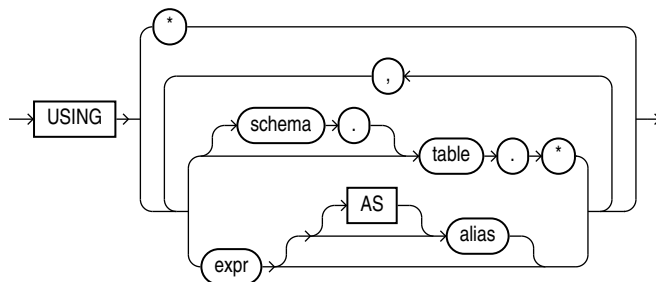 *
,
USING
schema .
table . *
AS
alias
expr